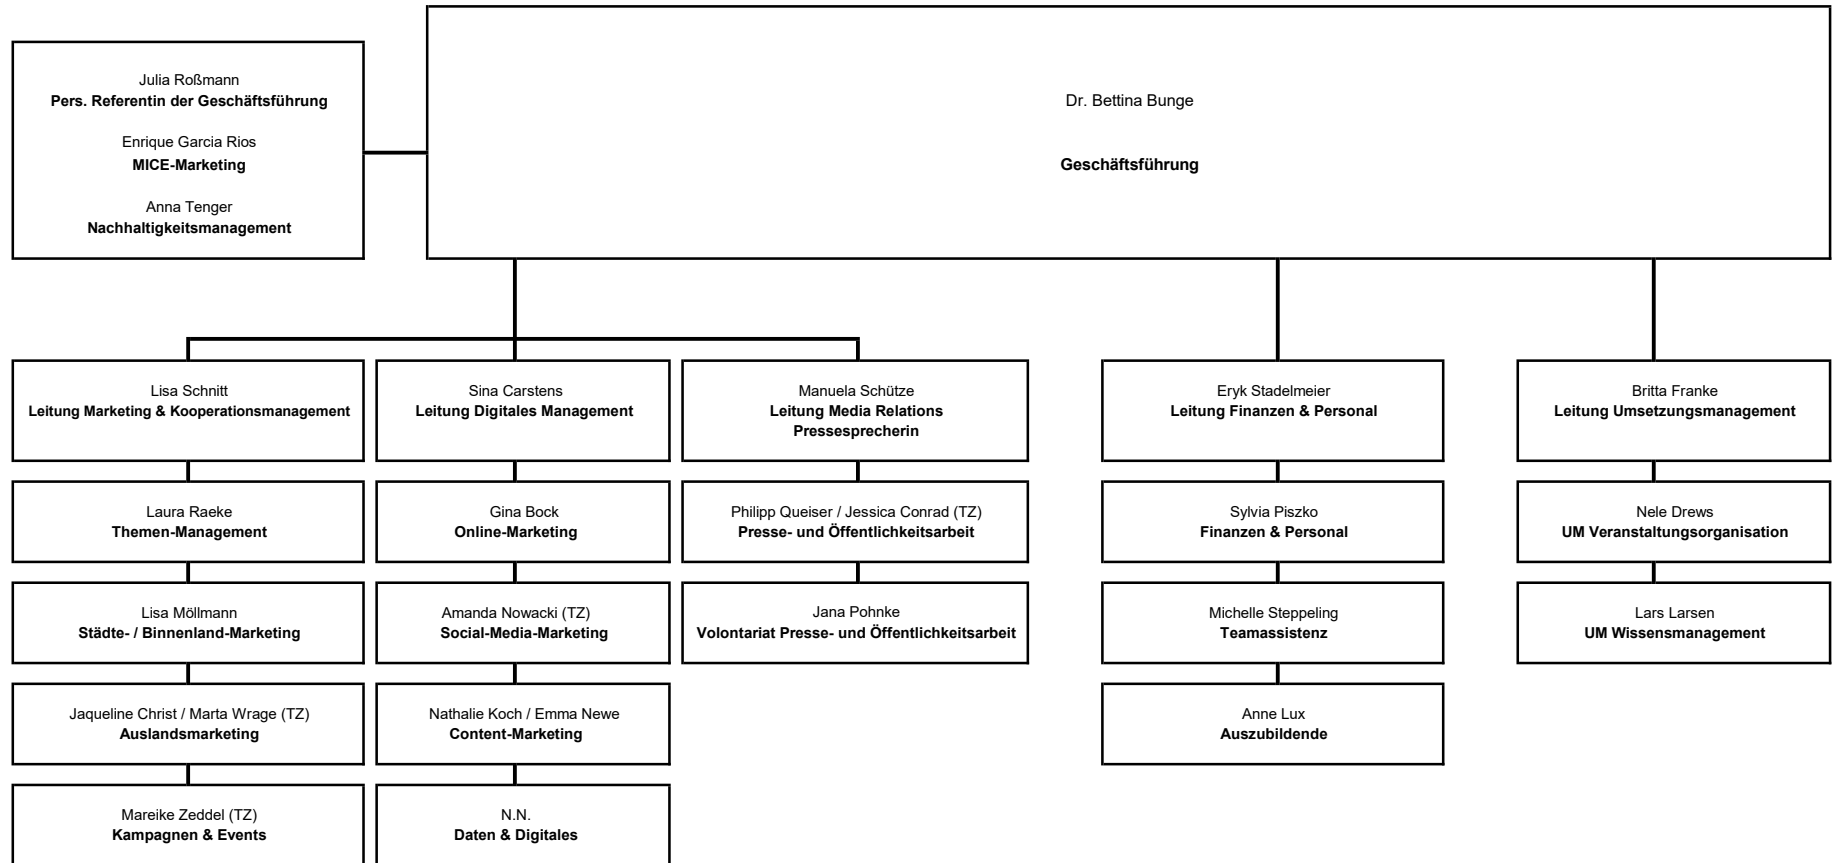 Julia Roßmann
Pers. Referentin der Geschäftsführung
Enrique Garcia Rios
MICE-Marketing
Anna Tenger
Nachhaltigkeitsmanagement
Dr. Bettina Bunge
Geschäftsführung
Lisa Schnitt
Leitung Marketing & Kooperationsmanagement
Sina Carstens
Leitung Digitales Management
Manuela Schütze
Leitung Media Relations
Pressesprecherin
Eryk Stadelmeier
Leitung Finanzen & Personal
Britta Franke
Leitung Umsetzungsmanagement
Laura Raeke
Themen-Management
Gina Bock
Online-Marketing
Philipp Queiser / Jessica Conrad (TZ)
Presse- und Öffentlichkeitsarbeit
Sylvia Piszko
Finanzen & Personal
Nele Drews
UM Veranstaltungsorganisation
Lisa Möllmann
Städte- / Binnenland-Marketing
Amanda Nowacki (TZ)
Social-Media-Marketing
Jana Pohnke
Volontariat Presse- und Öffentlichkeitsarbeit
Michelle Steppeling
Teamassistenz
Lars Larsen
UM Wissensmanagement
Jaqueline Christ / Marta Wrage (TZ)
Auslandsmarketing
Nathalie Koch / Emma Newe
Content-Marketing
Anne Lux
Auszubildende
Mareike Zeddel (TZ)
Kampagnen & Events
N.N.
Daten & Digitales